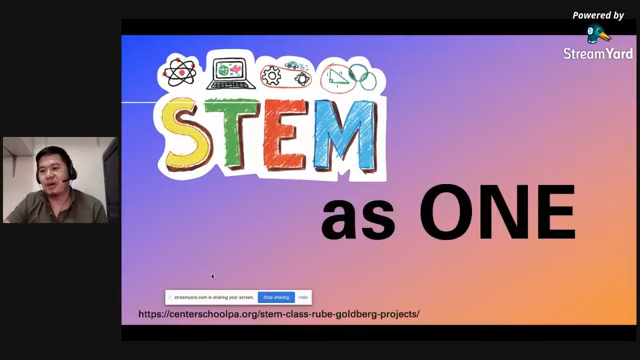 Powered by
StreamYard
STEM
as ONE
streamyard.com is sharing your screen.
Stop sharing
Hide
https://centerschoolpa.org/stem-class-rube-goldberg-projects/